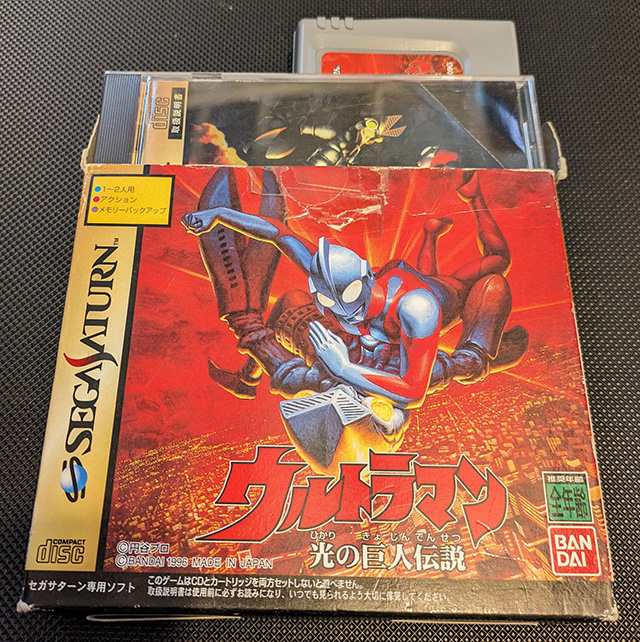 取扱説明書
●1〜2人用
●アクション
●メモリーバックアップ
SEGA SATURN™
COMPACT
disc
ウルトラマン
ひかり きょじんでんせつ
光の巨人伝説
©円谷プロ
©BANDAI 1996 MADE IN JAPAN
推奨年齢
全年齢
BAN
DAI
セガサターン専用ソフト
このゲームはCDとカートリッジを両方セットしないと遊べません。
取扱説明書は使用前に必ずお読みになり、いつでも見られるよう大切に保管してください。